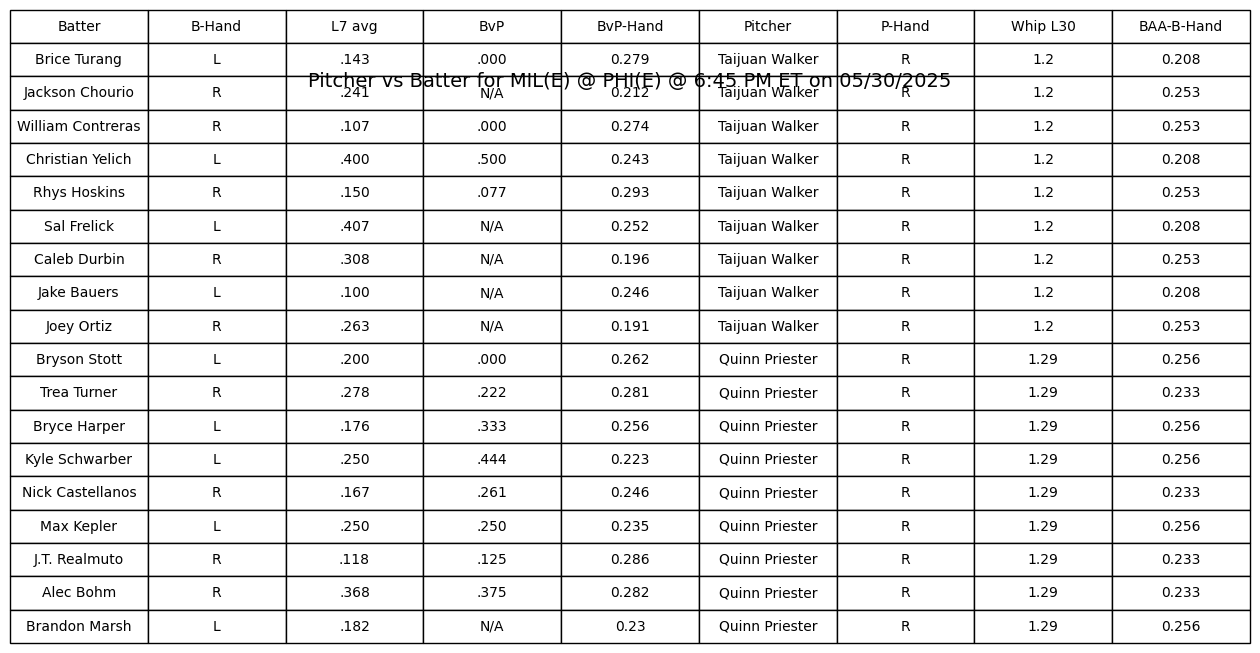 Batter B-Hand L7 avg BvP BvP-Hand Pitcher P-Hand Whip L30 BAA-B-Hand
Brice Turang L .143 .000 0.279 Taijuan Walker R 1.2 0.208
Pitcher vs Batter for MIL(E) @ PHI(E) @ 6:45 PM ET on 05/30/2025
Jackson Chourio R .241 N/A 0.212 Taijuan Walker R 1.2 0.253
William Contreras R .107 .000 0.274 Taijuan Walker R 1.2 0.253
Christian Yelich L .400 .500 0.243 Taijuan Walker R 1.2 0.208
Rhys Hoskins R .150 .077 0.293 Taijuan Walker R 1.2 0.253
Sal Frelick L .407 N/A 0.252 Taijuan Walker R 1.2 0.208
Caleb Durbin R .308 N/A 0.196 Taijuan Walker R 1.2 0.253
Jake Bauers L .100 N/A 0.246 Taijuan Walker R 1.2 0.208
Joey Ortiz R .263 N/A 0.191 Taijuan Walker R 1.2 0.253
Bryson Stott L .200 .000 0.262 Quinn Priester R 1.29 0.256
Trea Turner R .278 .222 0.281 Quinn Priester R 1.29 0.233
Bryce Harper L .176 .333 0.256 Quinn Priester R 1.29 0.256
Kyle Schwarber L .250 .444 0.223 Quinn Priester R 1.29 0.256
Nick Castellanos R .167 .261 0.246 Quinn Priester R 1.29 0.233
Max Kepler L .250 .250 0.235 Quinn Priester R 1.29 0.256
J.T. Realmuto R .118 .125 0.286 Quinn Priester R 1.29 0.233
Alec Bohm R .368 .375 0.282 Quinn Priester R 1.29 0.233
Brandon Marsh L .182 N/A 0.23 Quinn Priester R 1.29 0.256